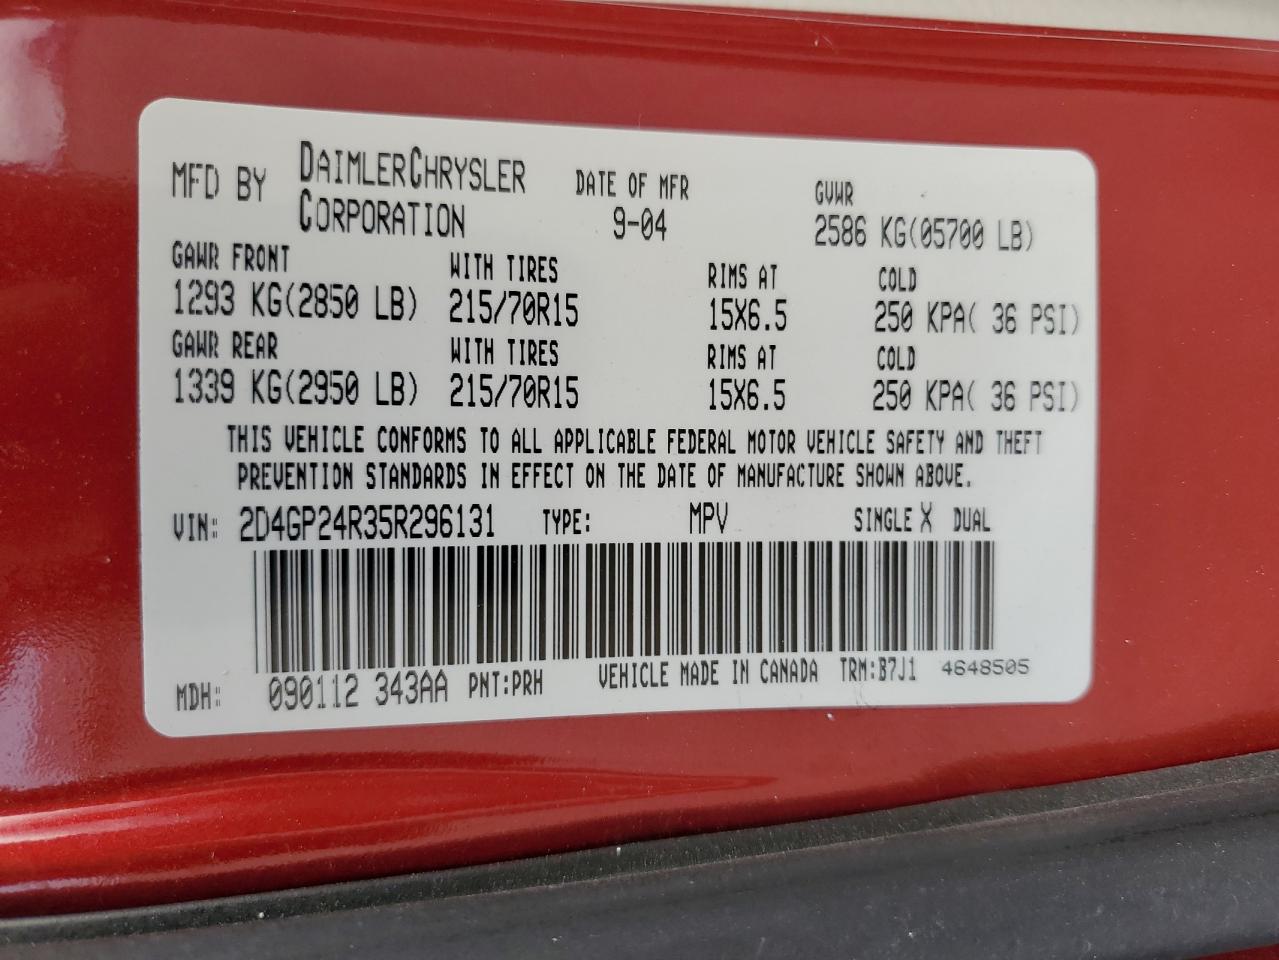 MFD BY DAIMLERCHRYSLER CORPORATION DATE OF MFR 9-04 GVWR 2586 KG(05700 LB)
GAWR FRONT WITH TIRES RIMS AT COLD
1293 KG(2850 LB) 215/70R15 15X6.5 250 KPA( 36 PSI)
GAWR REAR WITH TIRES RIMS AT COLD
1339 KG(2950 LB) 215/70R15 15X6.5 250 KPA( 36 PSI)
THIS VEHICLE CONFORMS TO ALL APPLICABLE FEDERAL MOTOR VEHICLE SAFETY AND THEFT
PREVENTION STANDARDS IN EFFECT ON THE DATE OF MANUFACTURE SHOWN ABOVE.
VIN: 2D4GP24R35R296131 TYPE: MPV SINGLE X DUAL
MDH: 090112 343AA PNT:PRH VEHICLE MADE IN CANADA TRM:B7J1 4648505